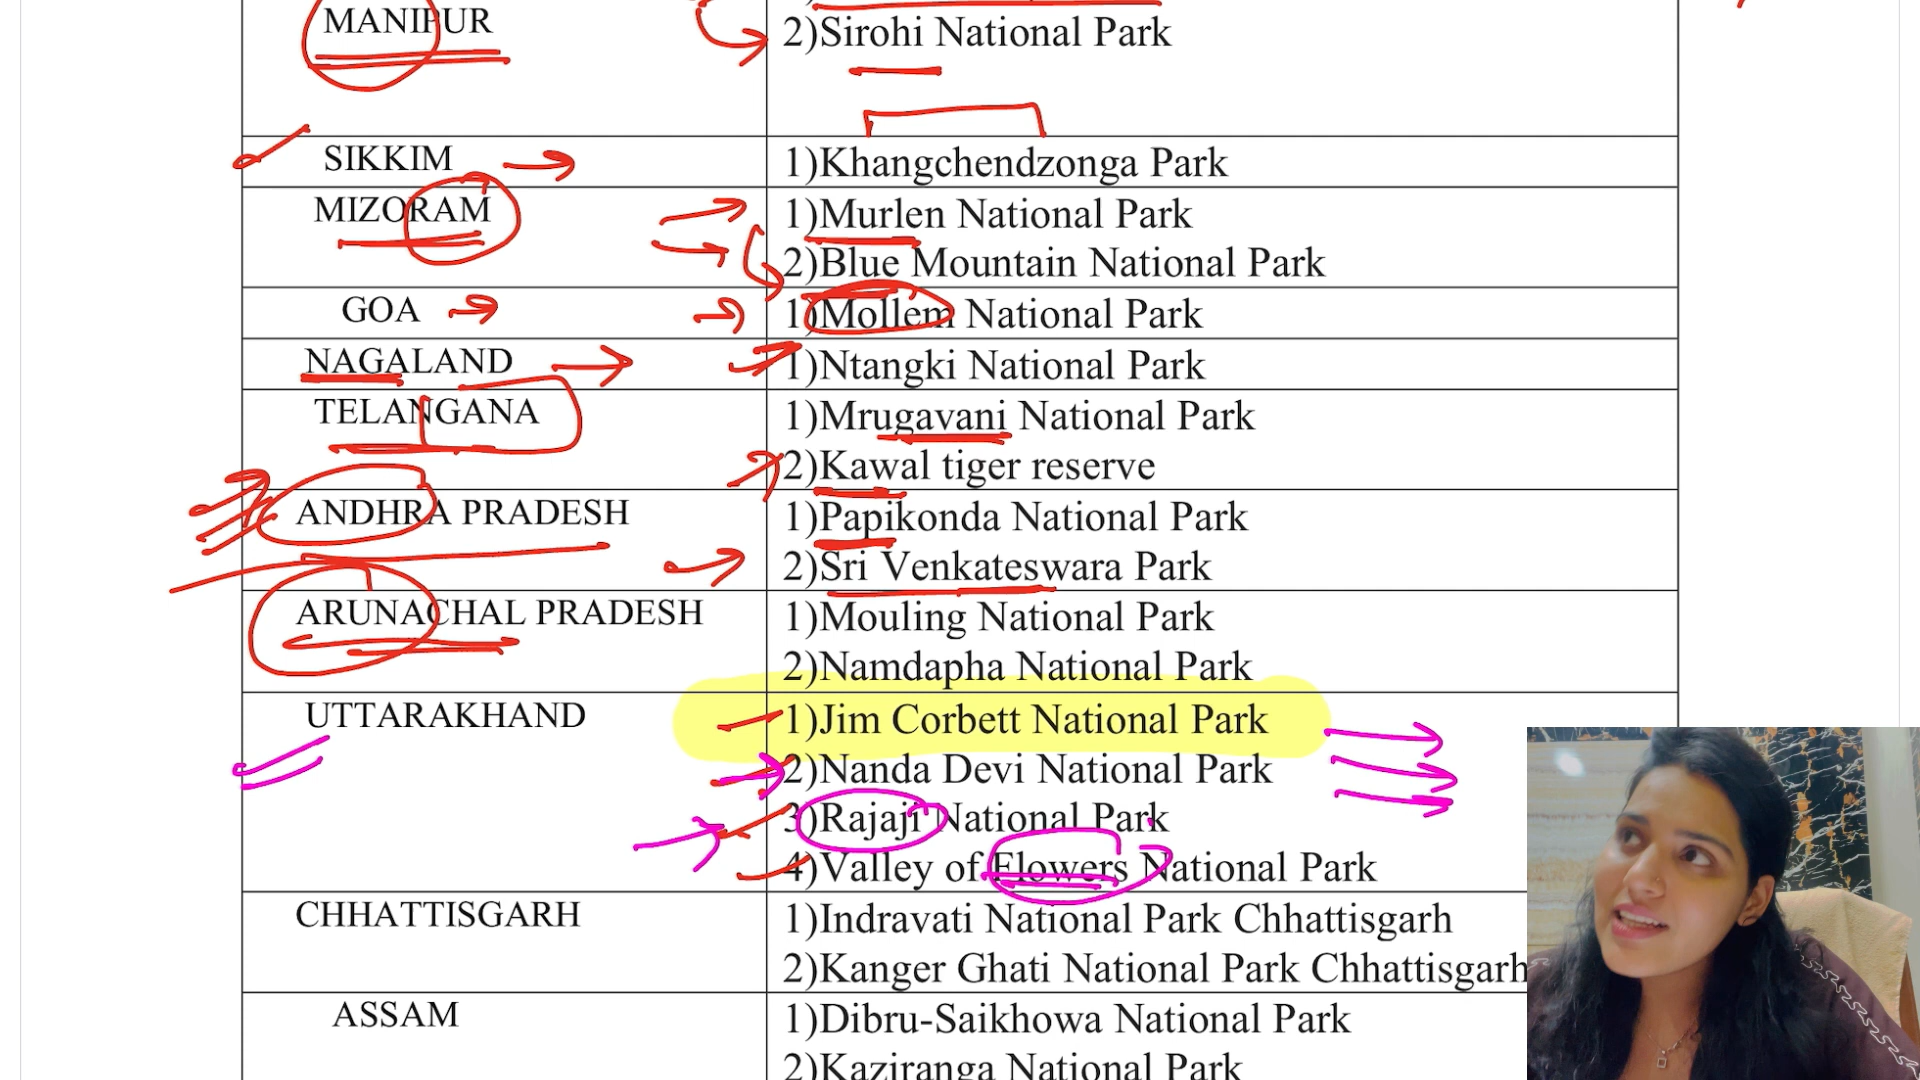 MANIPUR
2)Sirohi National Park
SIKKIM
1)Khangchendzonga Park
MIZORAM
1)Murlen National Park
2)Blue Mountain National Park
GOA
1)Mollem National Park
NAGALAND
1)Ntangki National Park
TELANGANA
1)Mrugavani National Park
2)Kawal tiger reserve
ANDHRA PRADESH
1)Papikonda National Park
2)Sri Venkateswara Park
ARUNACHAL PRADESH
1)Mouling National Park
2)Namdapha National Park
UTTARAKHAND
1)Jim Corbett National Park
2)Nanda Devi National Park
3)Rajaji National Park
4)Valley of Flowers National Park
CHHATTISGARH
1)Indravati National Park Chhattisgarh
2)Kanger Ghati National Park Chhattisgarh
ASSAM
1)Dibru-Saikhowa National Park
2)Kaziranga National Park